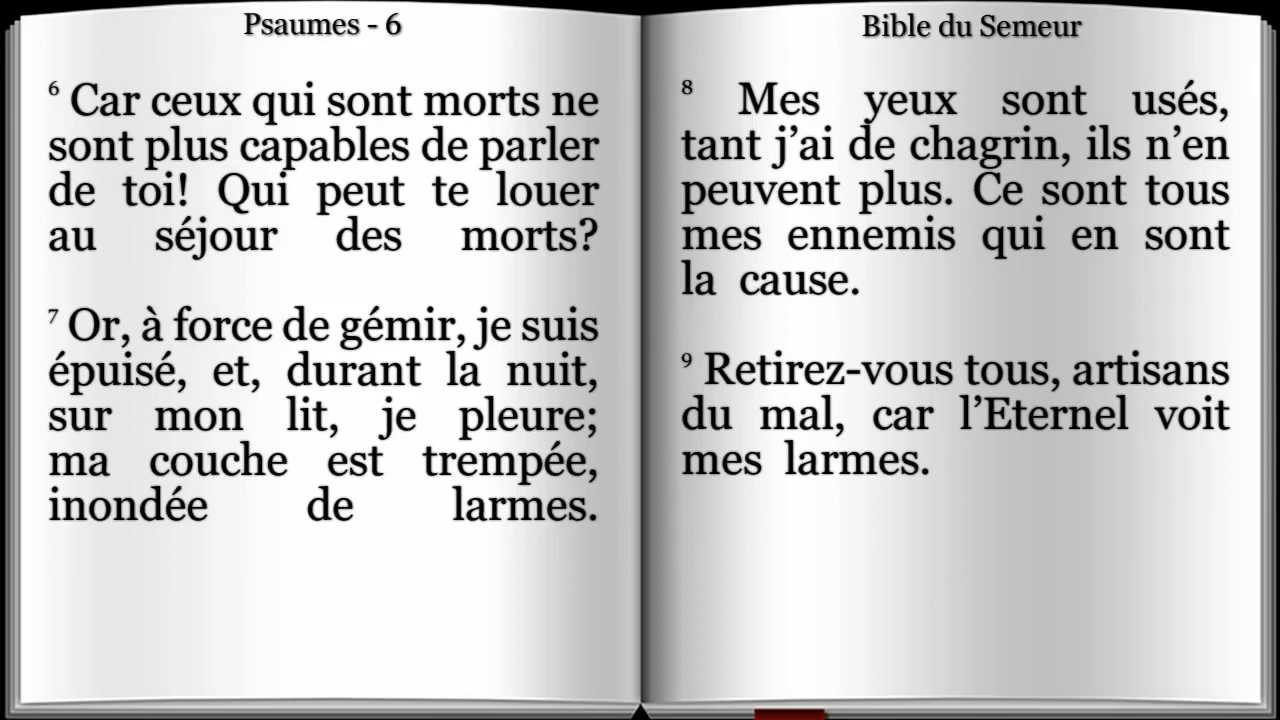 Psaumes - 6
6 Car ceux qui sont morts ne
sont plus capables de parler
de toi! Qui peut te louer
au séjour des morts?
7 Or, à force de gémir, je suis
épuisé, et, durant la nuit,
sur mon lit, je pleure;
ma couche est trempée,
inondée de larmes.
Bible du Semeur
8 Mes yeux sont usés,
tant j’ai de chagrin, ils n’en
peuvent plus. Ce sont tous
mes ennemis qui en sont
la cause.
9 Retirez-vous tous, artisans
du mal, car l’Eternel voit
mes larmes.